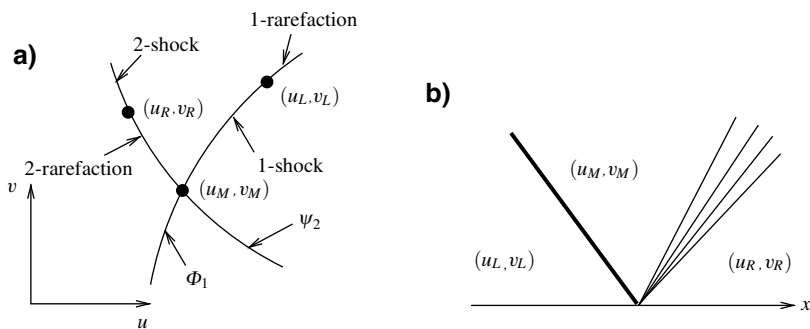 a)
2-shock
1-rarefaction
(u_R, v_R)
(u_L, v_L)
2-rarefaction
1-shock
(u_M, v_M)
v
u
Φ_1
ψ_2
b)
(u_M, v_M)
(u_L, v_L)
(u_R, v_R)
x